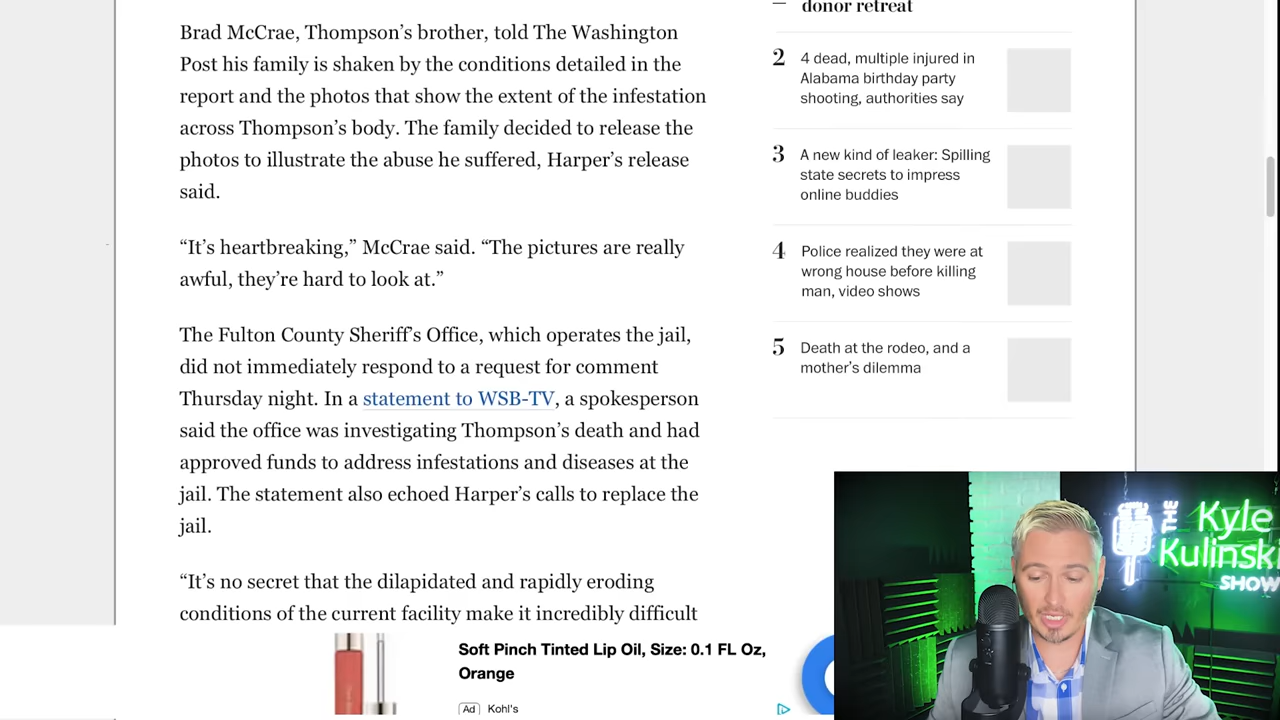 Brad McCrae, Thompson’s brother, told The Washington
Post his family is shaken by the conditions detailed in the
report and the photos that show the extent of the infestation
across Thompson’s body. The family decided to release the
photos to illustrate the abuse he suffered, Harper’s release
said.
“It’s heartbreaking,” McCrae said. “The pictures are really
awful, they’re hard to look at.”
The Fulton County Sheriff’s Office, which operates the jail,
did not immediately respond to a request for comment
Thursday night. In a statement to WSB-TV, a spokesperson
said the office was investigating Thompson’s death and had
approved funds to address infestations and diseases at the
jail. The statement also echoed Harper’s calls to replace the
jail.
“It’s no secret that the dilapidated and rapidly eroding
conditions of the current facility make it incredibly difficult
donor retreat
2 4 dead, multiple injured in
Alabama birthday party
shooting, authorities say
3 A new kind of leaker: Spilling
state secrets to impress
online buddies
4 Police realized they were at
wrong house before killing
man, video shows
5 Death at the rodeo, and a
mother’s dilemma
Soft Pinch Tinted Lip Oil, Size: 0.1 FL Oz,
Orange
Ad Kohl's
THE
Kyle
Kulinski
SHOW